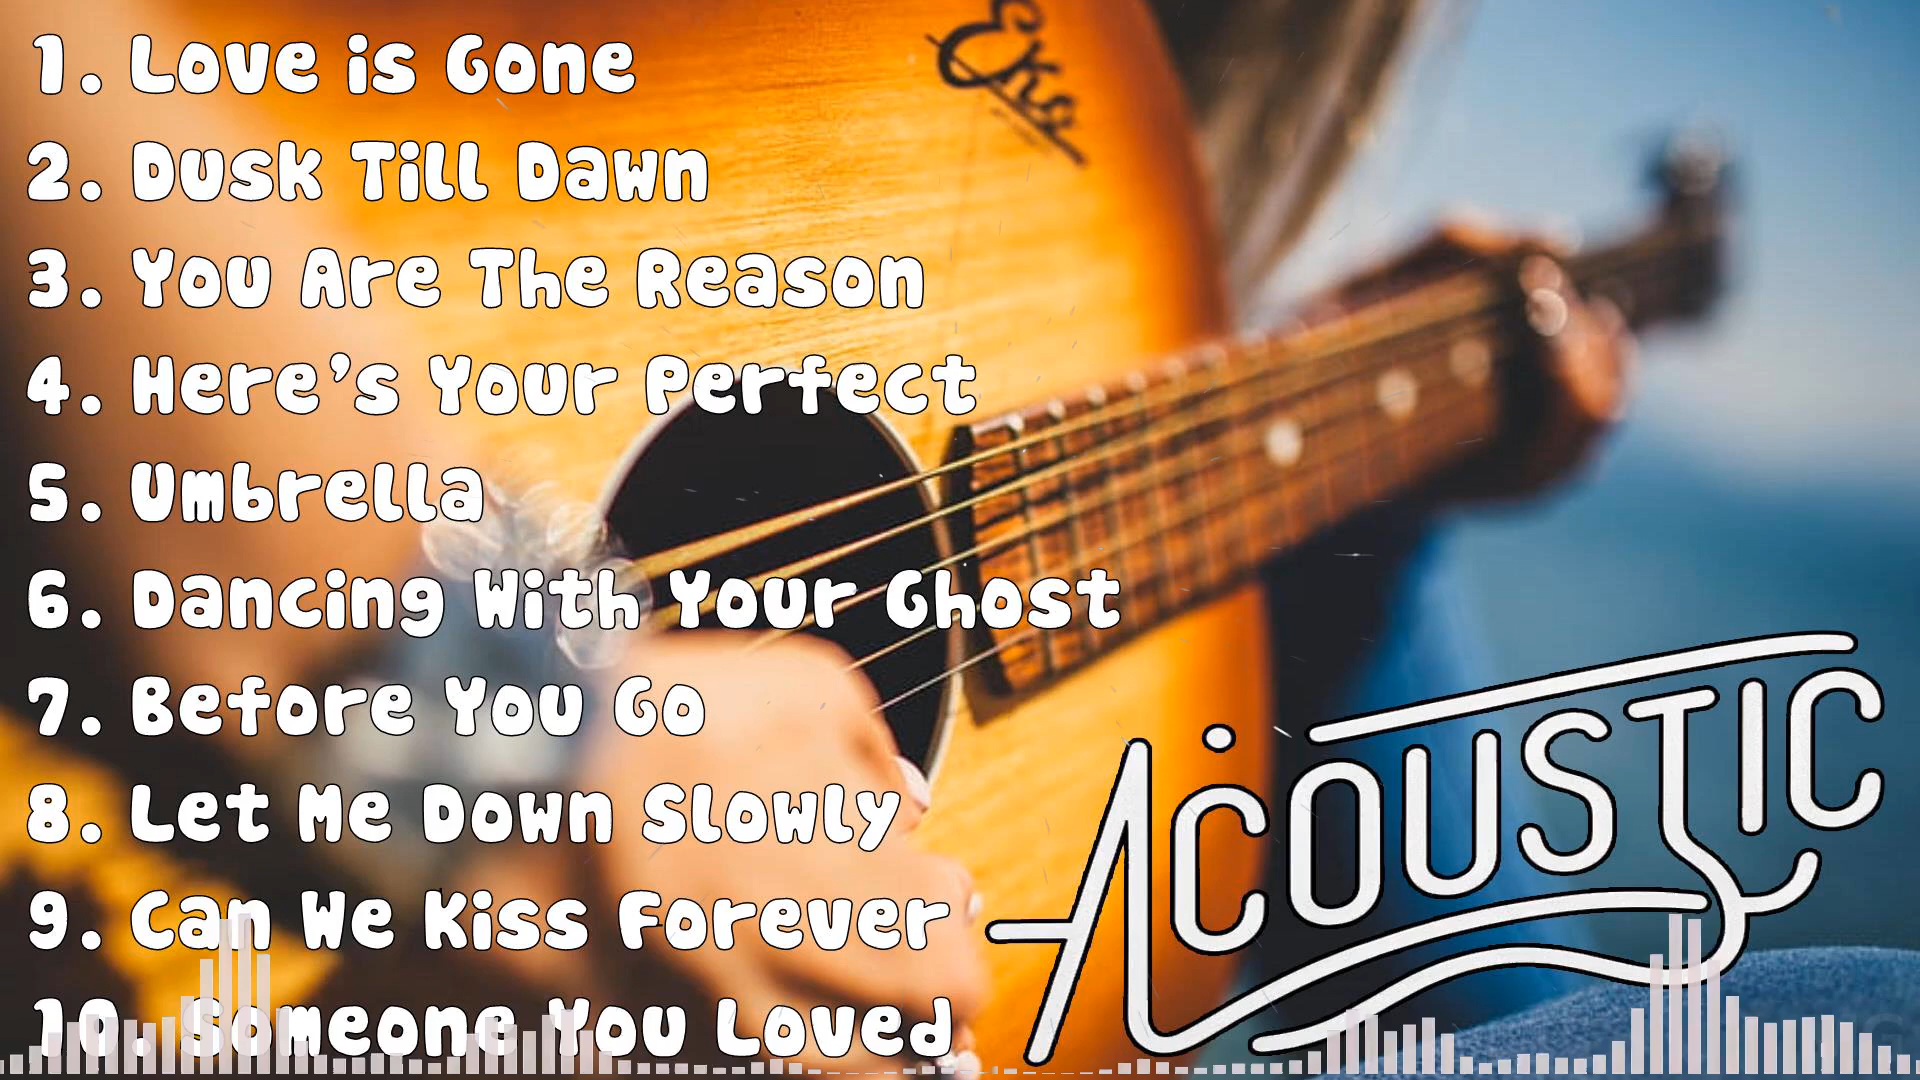 1. Love is Gone
2. Dusk Till Dawn
3. You Are The Reason
4. Here's Your Perfect
5. Umbrella
6. Dancing With Your Ghost
7. Before You Go
8. Let Me Down Slowly
9. Can We Kiss Forever
10. Someone You Loved
Eko
Acoustic